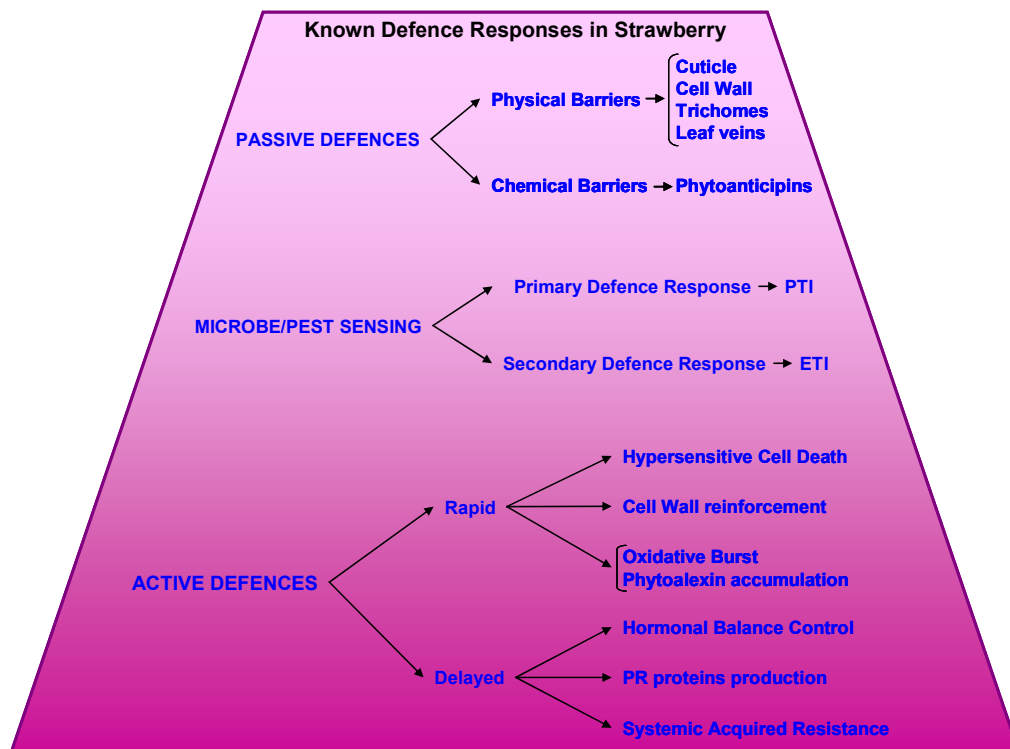 Known Defence Responses in Strawberry
PASSIVE DEFENCES
Physical Barriers
Cuticle
Cell Wall
Trichomes
Leaf veins
Chemical Barriers
Phytoanticipins
MICROBE/PEST SENSING
Primary Defence Response
PTI
Secondary Defence Response
ETI
ACTIVE DEFENCES
Rapid
Hypersensitive Cell Death
Cell Wall reinforcement
Oxidative Burst
Phytoalexin accumulation
Delayed
Hormonal Balance Control
PR proteins production
Systemic Acquired Resistance